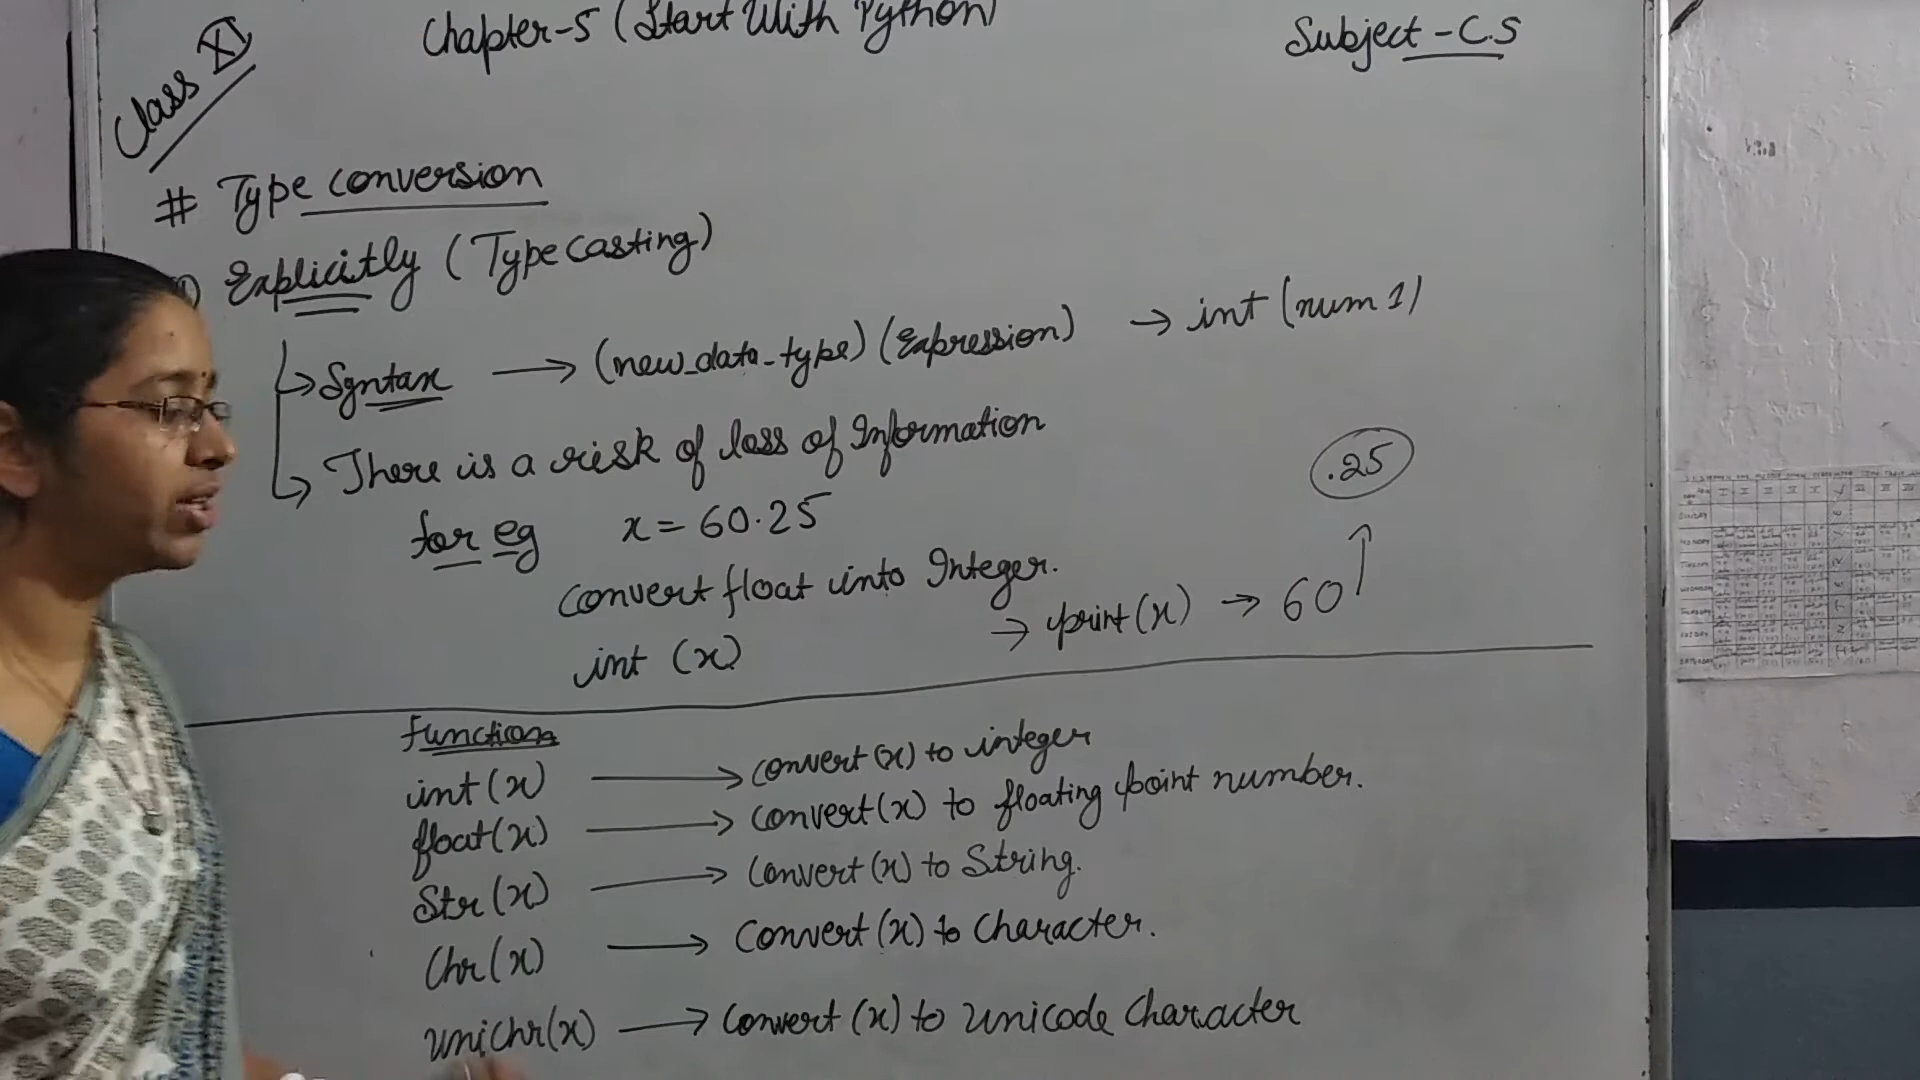 Class XI
Chapter-5 (Start With Python)
Subject - C.S
# Type conversion
Explicitly (Type casting)
Syntax → (new_data_type) (Expression) → int (num 1)
There is a risk of loss of Information
for eg x = 60.25
.25
convert float into Integer.
int (x) → print (x) → 60
Function
int (x) → convert (x) to integer
float (x) → convert (x) to floating point number.
Str (x) → Convert (x) to String.
Chr (x) → Convert (x) to Character.
unichr(x) → Convert (x) to unicode Character